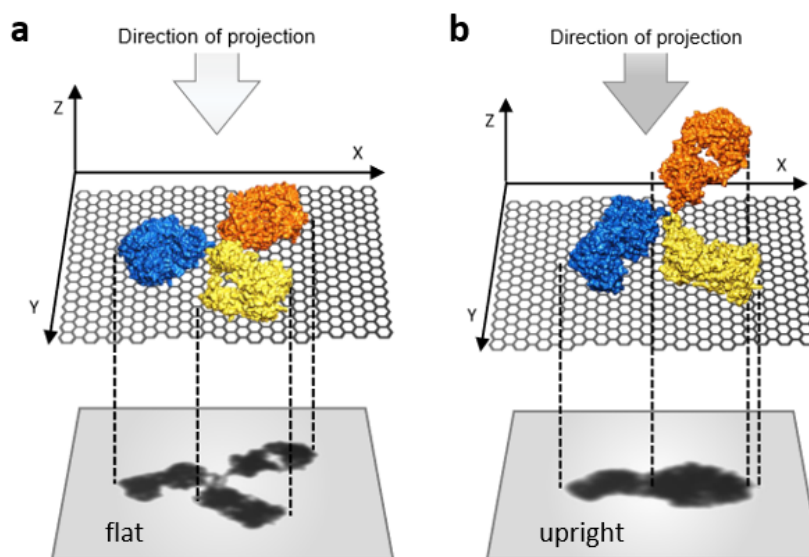 a
Direction of projection
Z
X
Y
flat
b
Direction of projection
Z
X
Y
upright